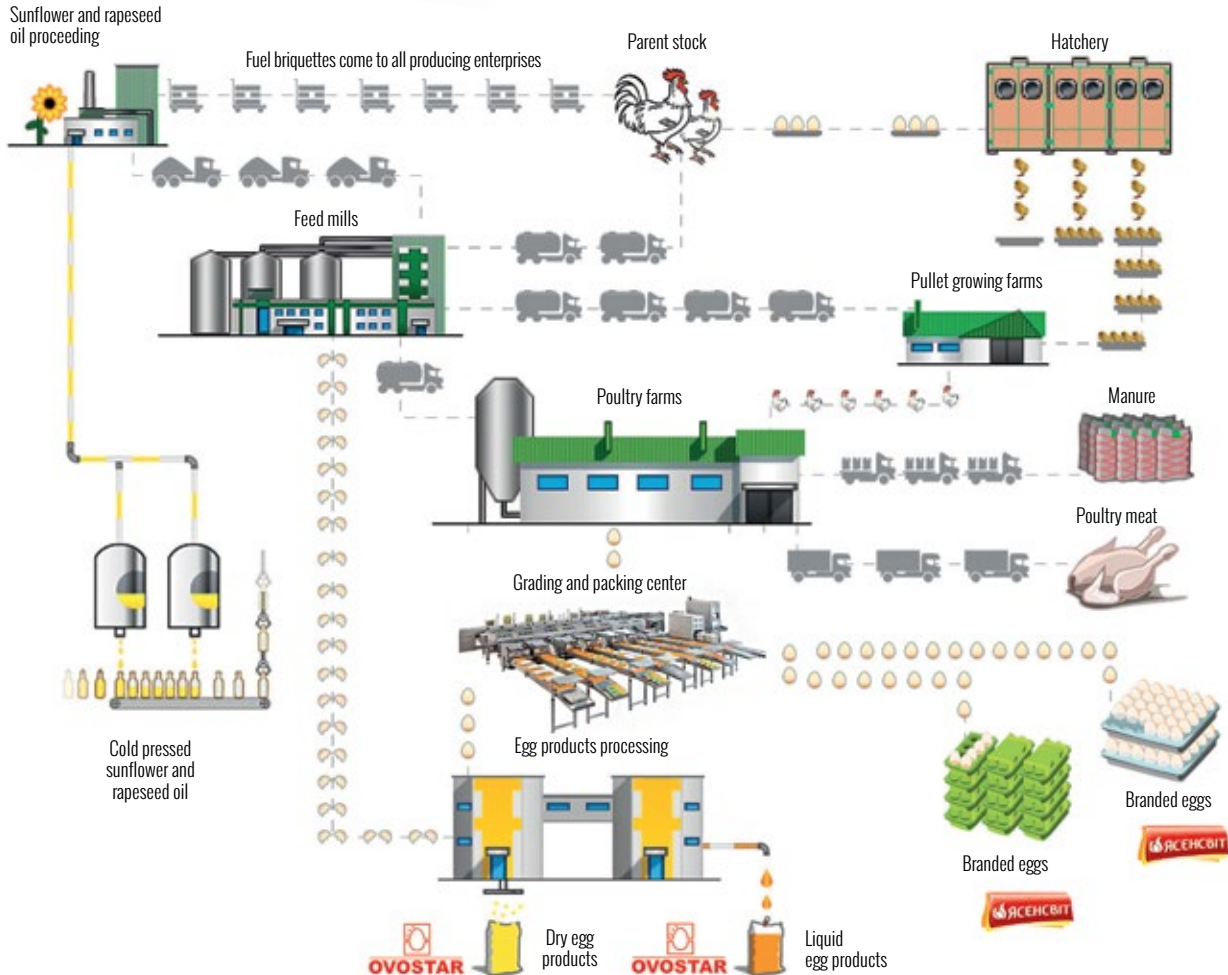 Sunflower and rapeseed
oil proceeding
Fuel briquettes come to all producing enterprises
Parent stock
Hatchery
Feed mills
Pullet growing farms
Poultry farms
Manure
Poultry meat
Grading and packing center
Egg products processing
Cold pressed
sunflower and
rapeseed oil
Branded eggs
ЯСЕНСВІТ
Branded eggs
ЯСЕНСВІТ
OVOSTAR
Dry egg
products
OVOSTAR
Liquid
egg products